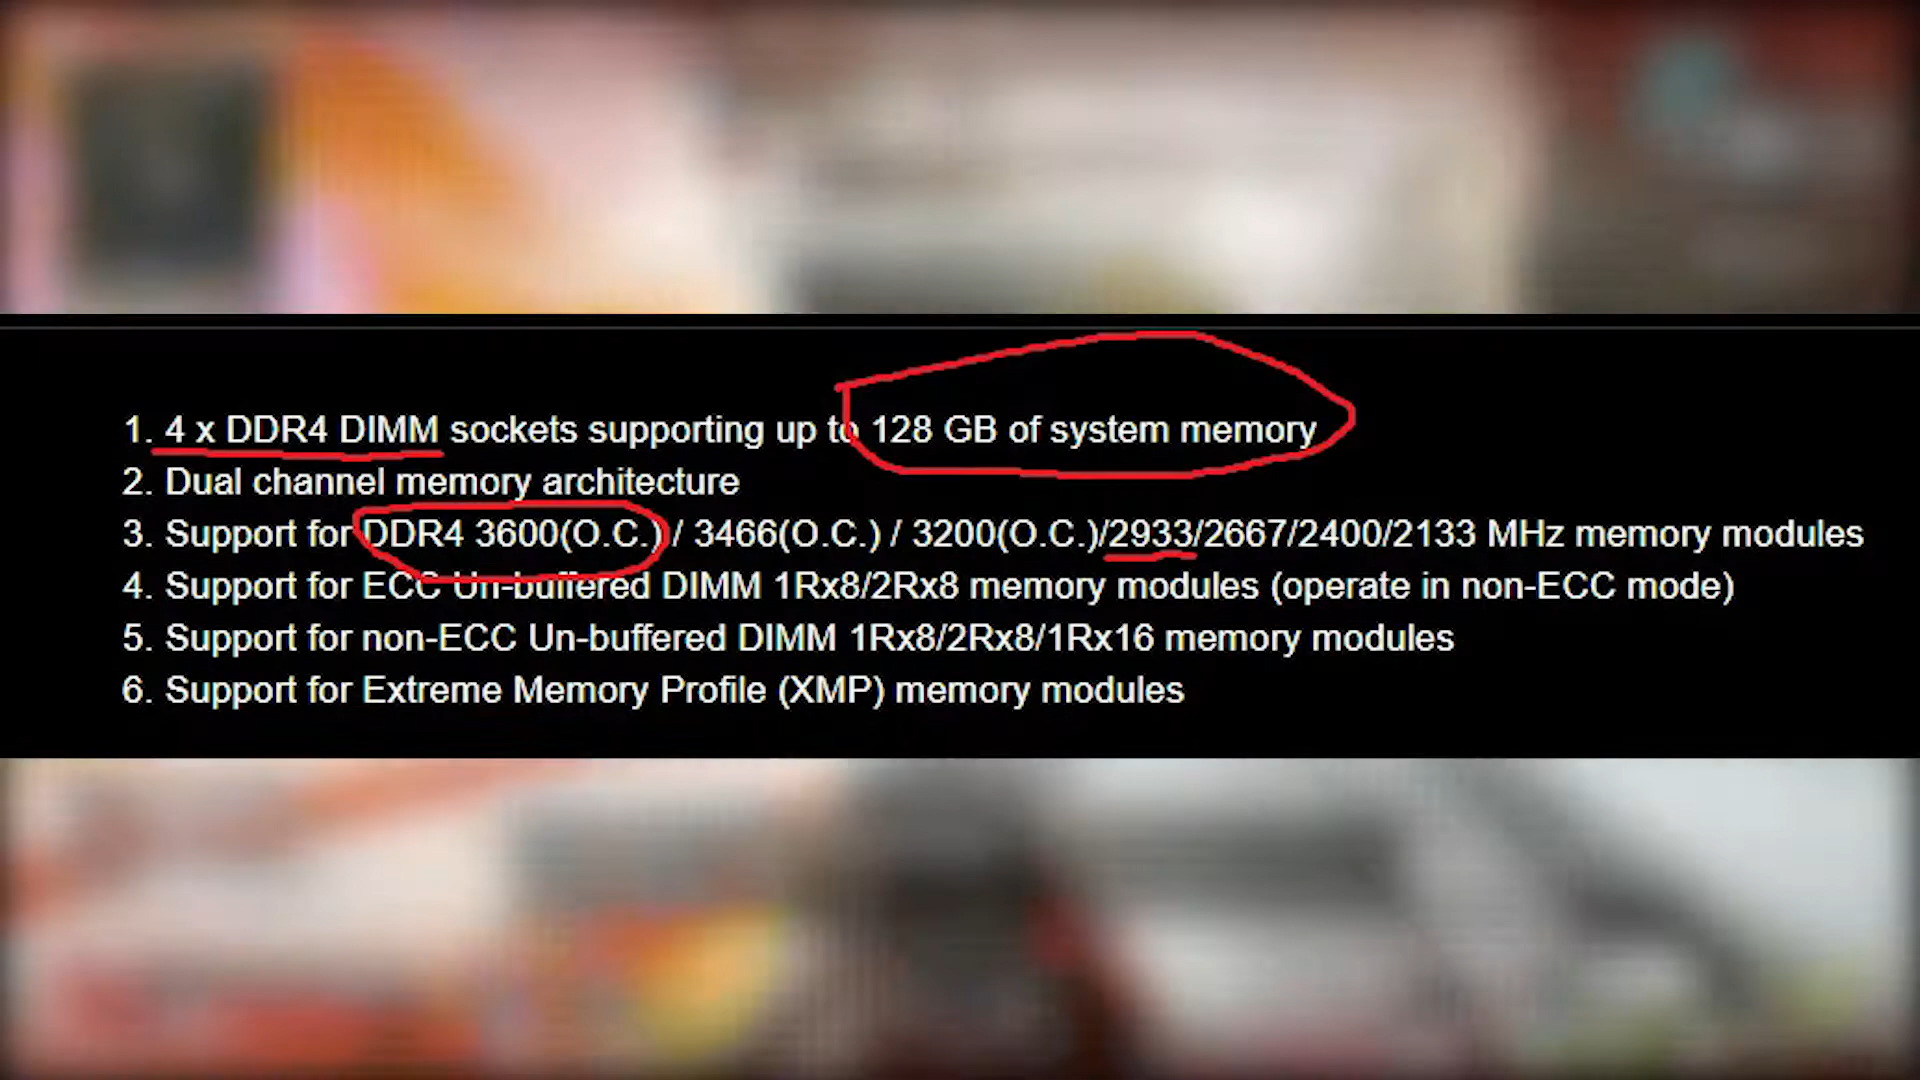 1. 4 x DDR4 DIMM sockets supporting up to 128 GB of system memory
2. Dual channel memory architecture
3. Support for DDR4 3600(O.C.) / 3466(O.C.) / 3200(O.C.)/2933/2667/2400/2133 MHz memory modules
4. Support for ECC Un-buffered DIMM 1Rx8/2Rx8 memory modules (operate in non-ECC mode)
5. Support for non-ECC Un-buffered DIMM 1Rx8/2Rx8/1Rx16 memory modules
6. Support for Extreme Memory Profile (XMP) memory modules